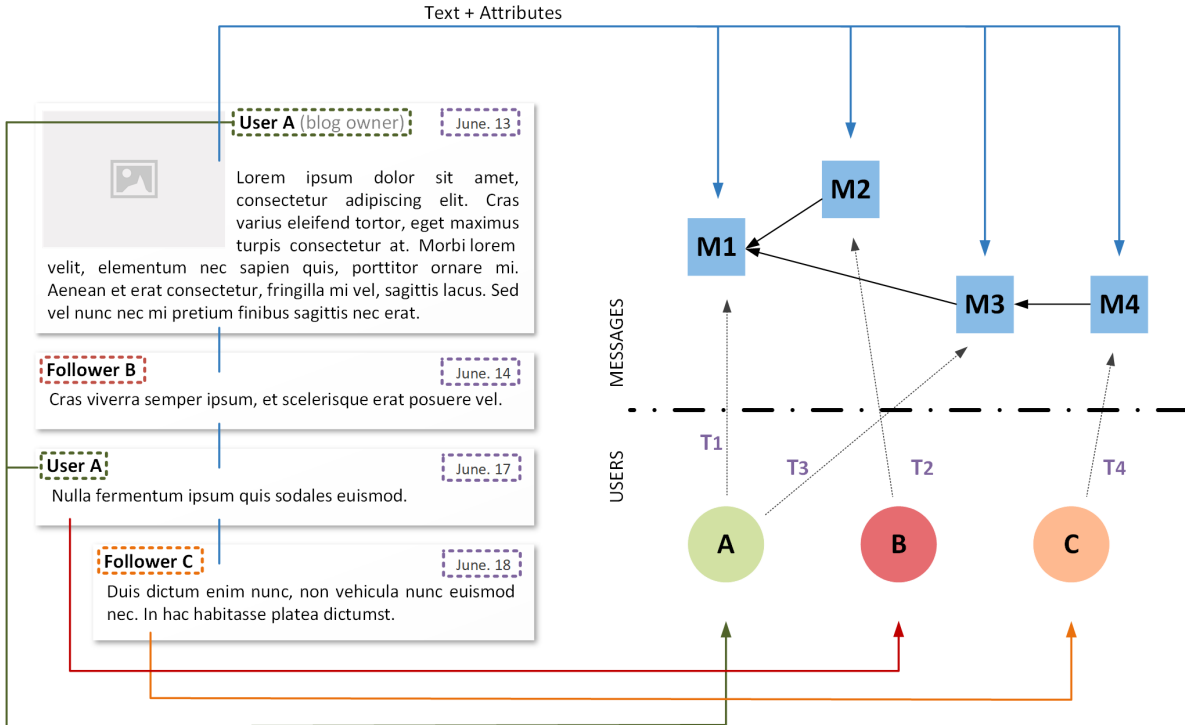 Text + Attributes
User A (blog owner)
June. 13
Lorem ipsum dolor sit amet,
consectetur adipiscing elit. Cras
varius eleifend tortor, eget maximus
turpis consectetur at. Morbi lorem
velit, elementum nec sapien quis, porttitor ornare mi.
Aenean et erat consectetur, fringilla mi vel, sagittis lacus. Sed
vel nunc nec mi pretium finibus sagittis nec erat.
Follower B
June. 14
Cras viverra semper ipsum, et scelerisque erat posuere vel.
User A
June. 17
Nulla fermentum ipsum quis sodales euismod.
Follower C
June. 18
Duis dictum enim nunc, non vehicula nunc euismod
nec. In hac habitasse platea dictumst.
M2
M1
M3
M4
MESSAGES
USERS
T1
T3
T2
T4
A
B
C